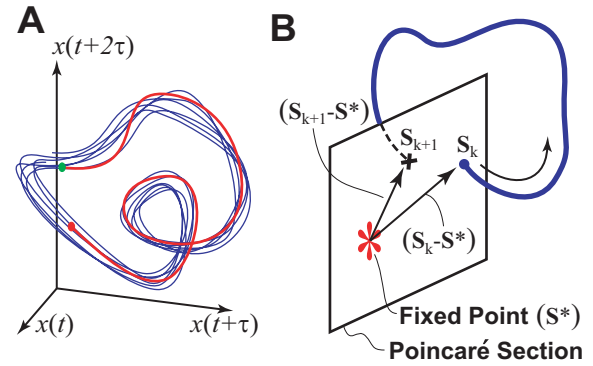 A
x(t+2τ)
x(t)
x(t+τ)
B
(S_{k+1}-S*)
S_{k+1}
S_k
(S_k-S*)
Fixed Point (S*)
Poincaré Section